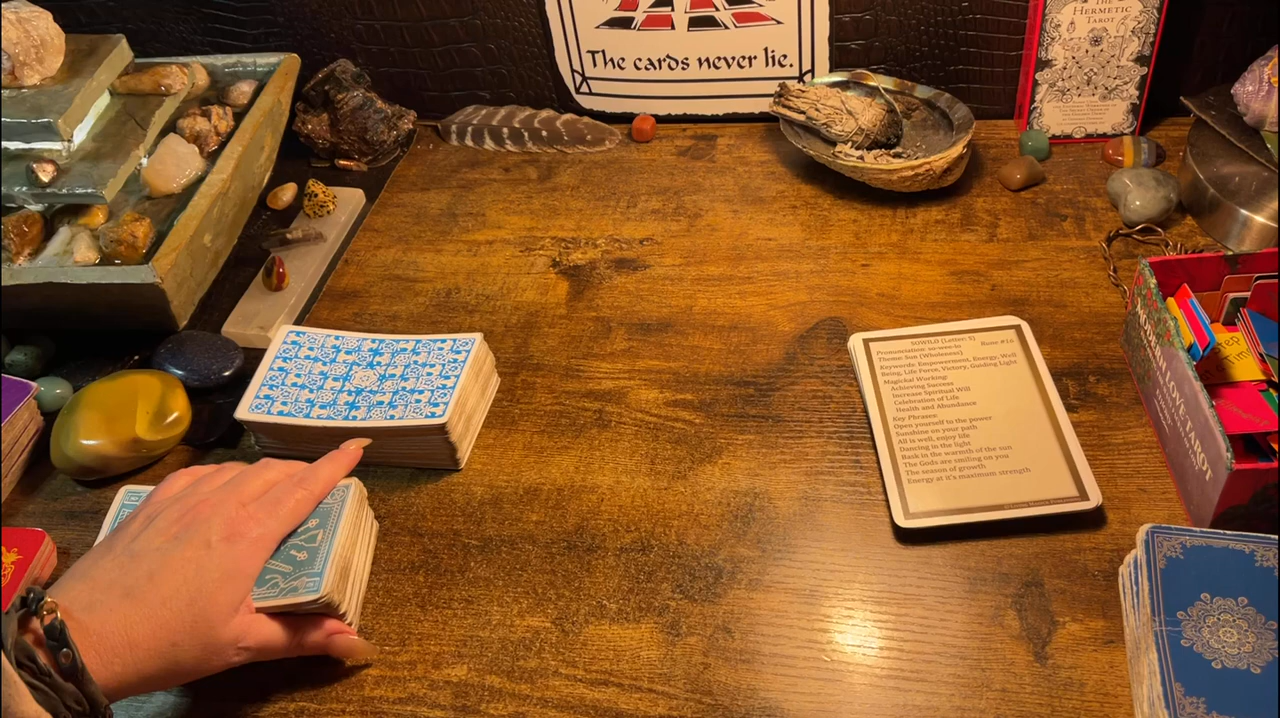 The cards never lie.
THE
HERMETIC
TAROT
SOWILO (Letter: S)
Pronunciation: so-wee-lo
Rune #16
Theme: Sun (Wholeness)
Keywords: Empowerment, Energy, Well
Being, Life Force, Victory, Guiding Light
Magickal Working:
Achieving Success
Increase Spiritual Will
Celebration of Life
Health and Abundance
Key Phrases:
Open yourself to the power
Sunshine on your path
All is well, enjoy life
Dancing in the light
Bask in the warmth of the sun
The Gods are smiling on you
The season of growth
Energy at it's maximum strength
LOVE TAROT